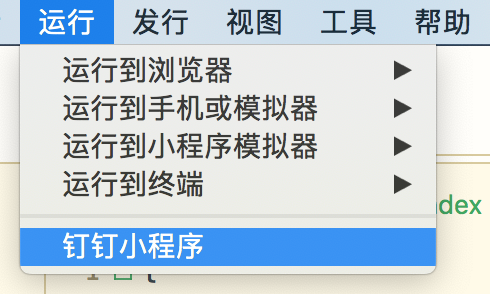 运行 发行 视图 工具 帮助
运行到浏览器
运行到手机或模拟器
运行到小程序模拟器
运行到终端
ndex
钉钉小程序